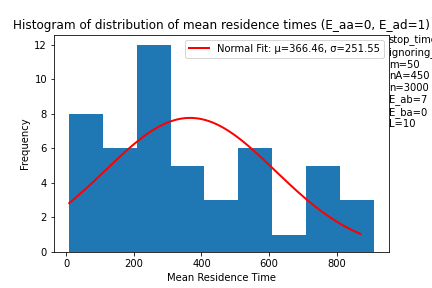 Histogram of distribution of mean residence times (E_aa=0, E_ad=1)
Normal Fit: μ=366.46, σ=251.55
12
10
8
6
4
2
0
Frequency
0 200 400 600 800
Mean Residence Time
m=50
nA=450
n=3000
E_ab=7
E_ba=0
L=10